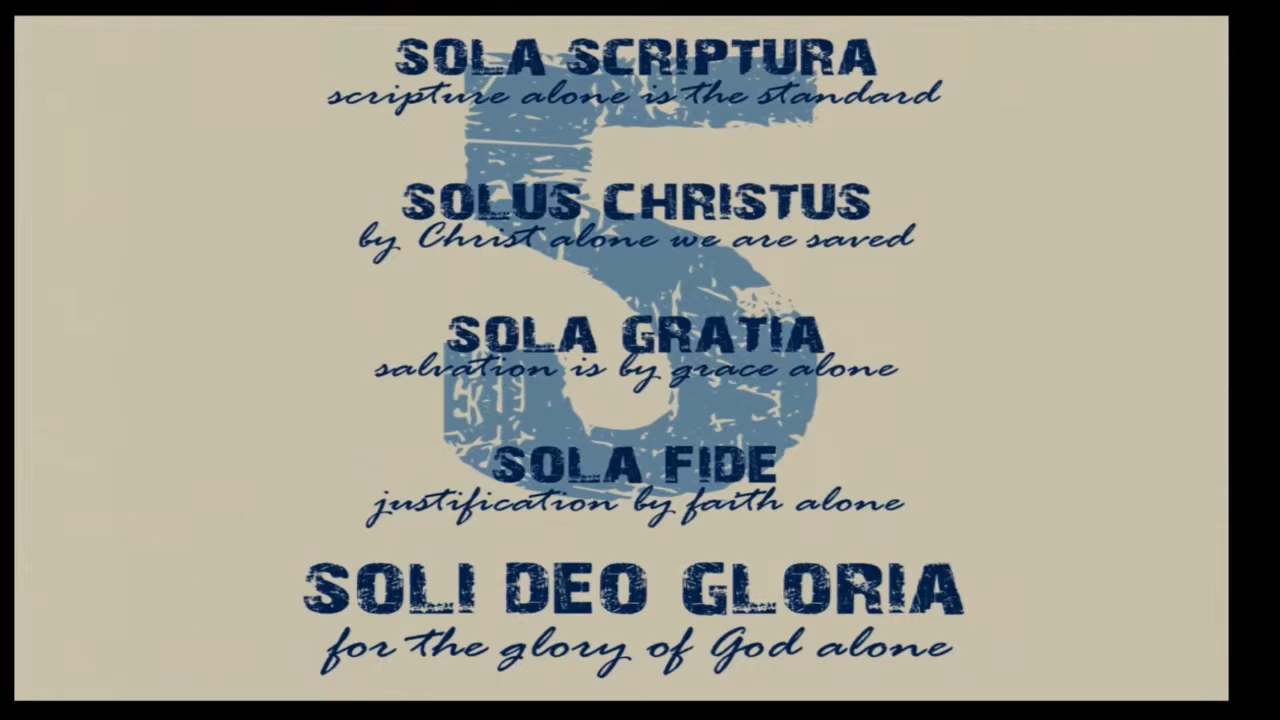 SOLA SCRIPTURA
scripture alone is the standard
SOLUS CHRISTUS
by Christ alone we are saved
SOLA GRATIA
salvation is by grace alone
SOLA FIDE
justification by faith alone
SOLI DEO GLORIA
for the glory of God alone
5